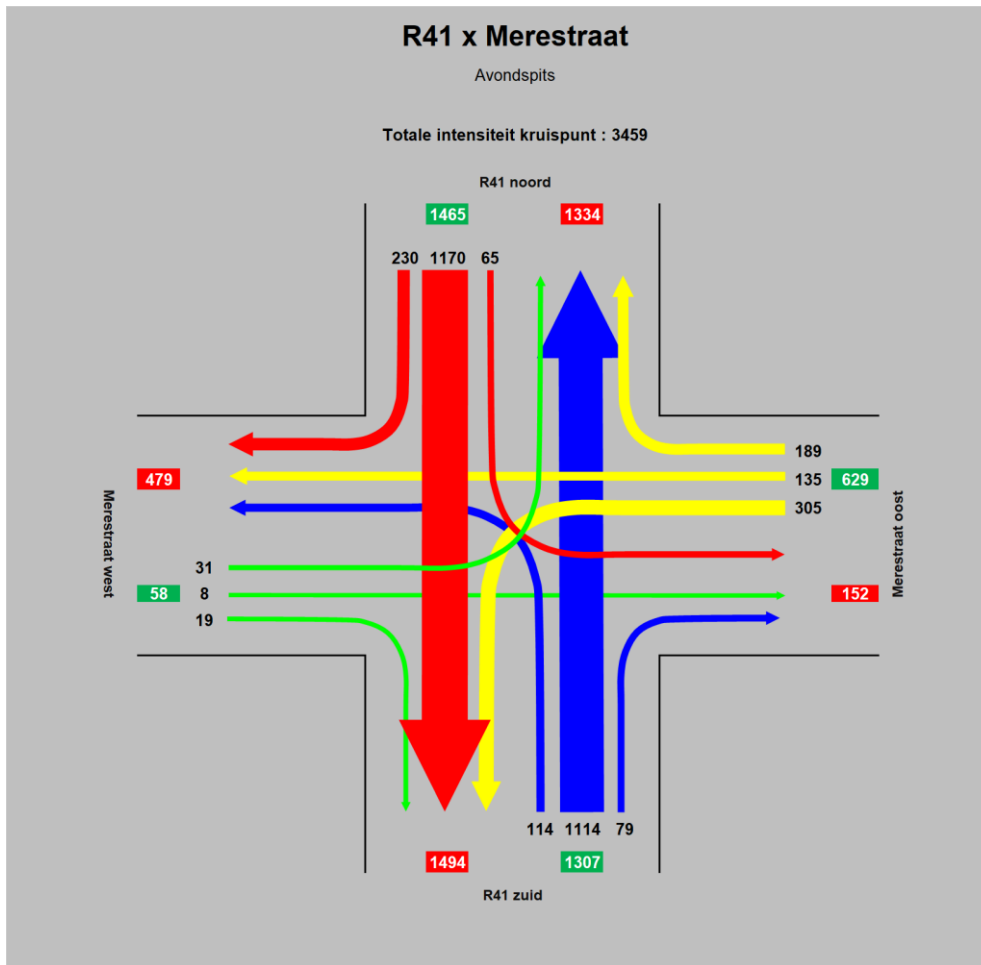 R41 x Merestraat
Avondspits
Totale intensiteit kruispunt : 3459
R41 noord
1465 1334
230 1170 65
189
479 135 629
305
Merestraat west
Merestraat oost
31
58 8 152
19
114 1114 79
1494 1307
R41 zuid